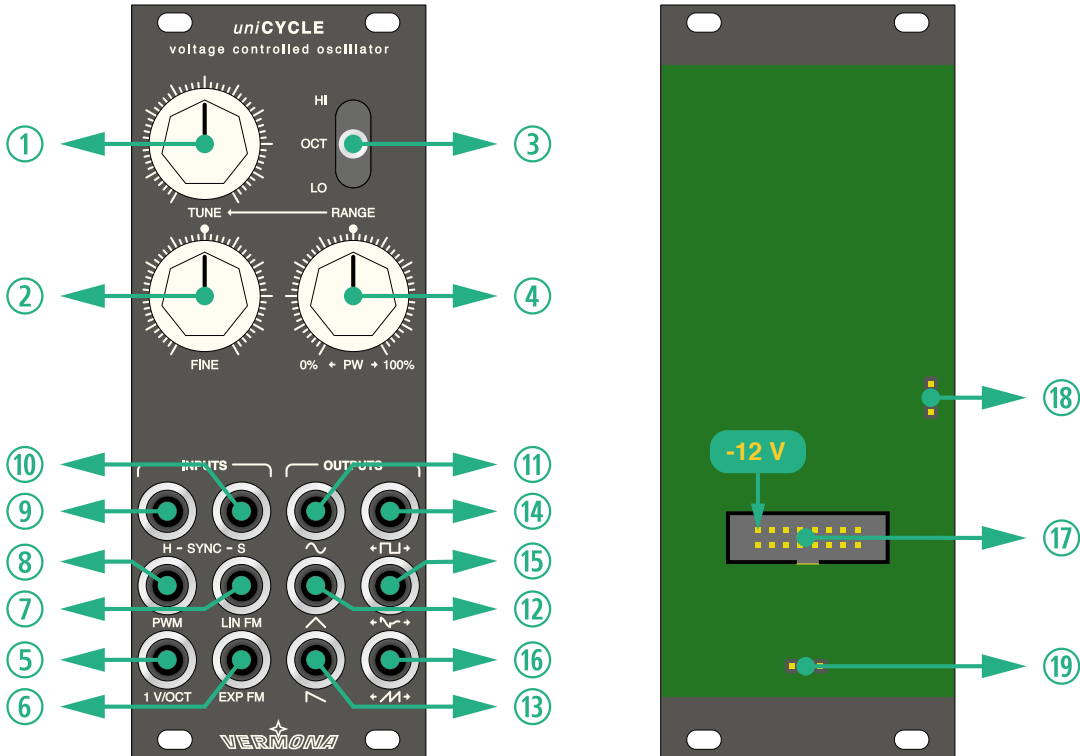 uniCYCLE
voltage controlled oscillator
HI
1 3
OCT
LO
TUNE RANGE
2 4
FINE 0% ← PW → 100%
18
-12 V
10 INPUTS OUTPUTS 11
9 14
17
H - SYNC - S
8 15
7 12
PWM LIN FM
5 16
19
6 1 V/OCT EXP FM 13
VERMONA